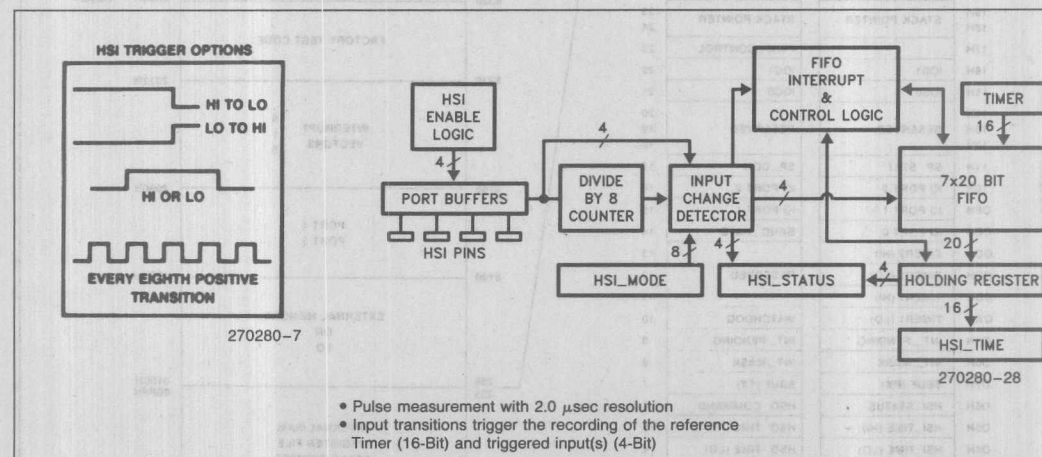 HSI TRIGGER OPTIONS
HI TO LO
LO TO HI
HI OR LO
EVERY EIGHTH POSITIVE
TRANSITION
270280-7
HSI
ENABLE
LOGIC
4
PORT BUFFERS
HSI PINS
4
DIVIDE
BY 8
COUNTER
INPUT
CHANGE
DETECTOR
8
4
HSI_MODE
HSI_STATUS
FIFO
INTERRUPT
&
CONTROL LOGIC
TIMER
16
4
7x20 BIT
FIFO
20
4
HOLDING REGISTER
16
HSI_TIME
270280-28
• Pulse measurement with 2.0 μsec resolution
• Input transitions trigger the recording of the reference
Timer (16-Bit) and triggered input(s) (4-Bit)